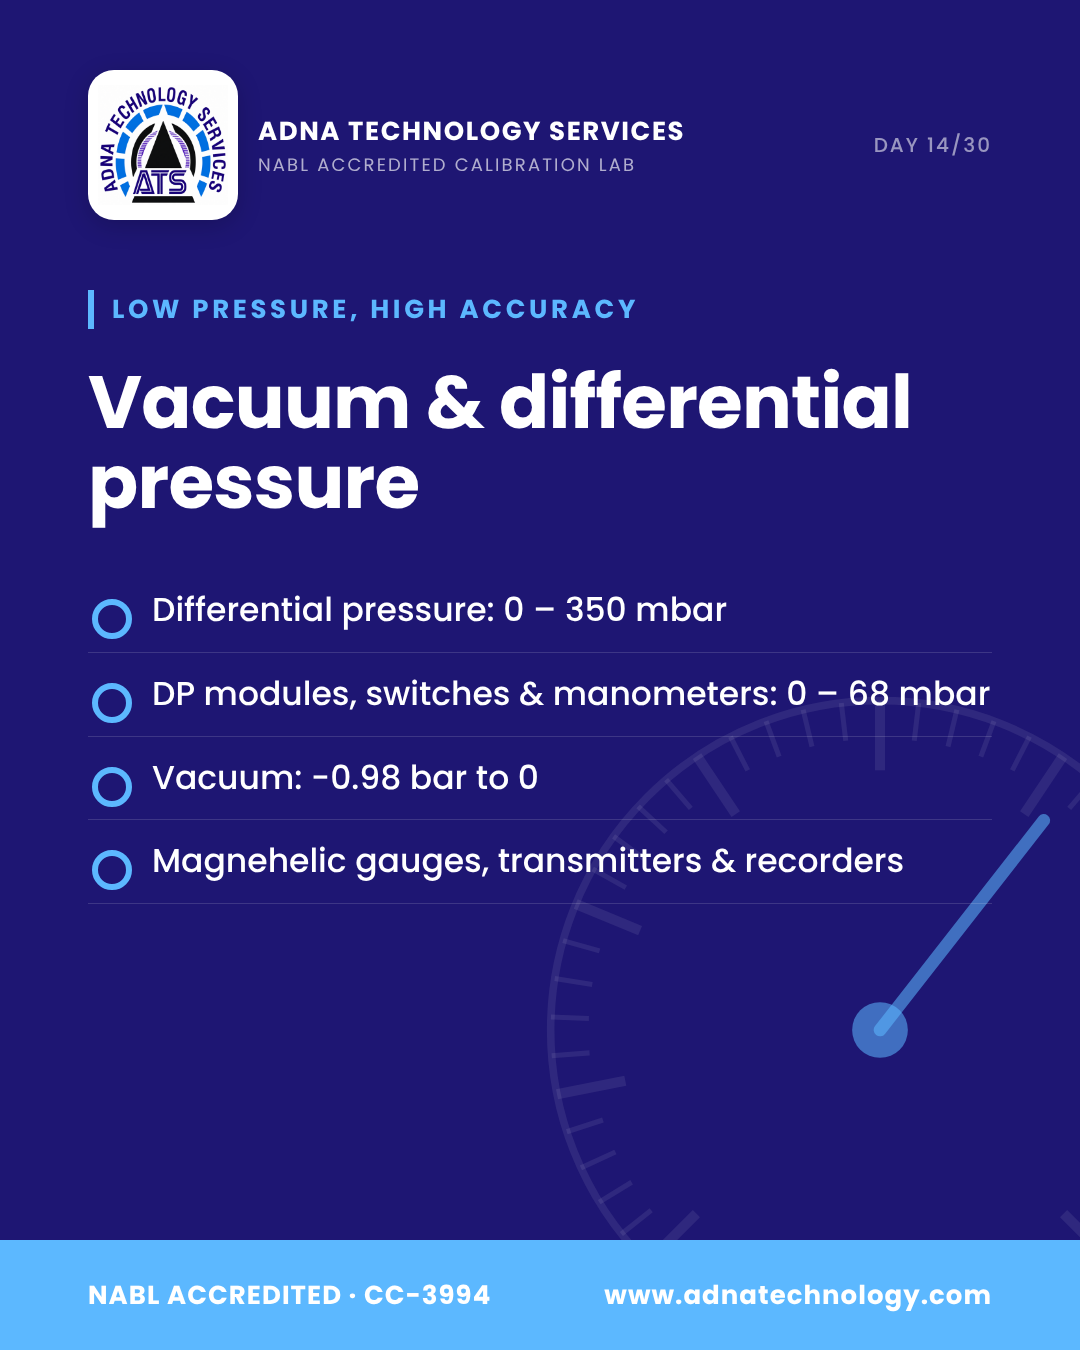 ADNA TECHNOLOGY SERVICES
ATS
ADNA TECHNOLOGY SERVICES
NABL ACCREDITED CALIBRATION LAB
DAY 14/30
LOW PRESSURE, HIGH ACCURACY
Vacuum & differential
pressure
Differential pressure: 0 – 350 mbar
DP modules, switches & manometers: 0 – 68 mbar
Vacuum: -0.98 bar to 0
Magnehelic gauges, transmitters & recorders
NABL ACCREDITED · CC-3994
www.adnatechnology.com